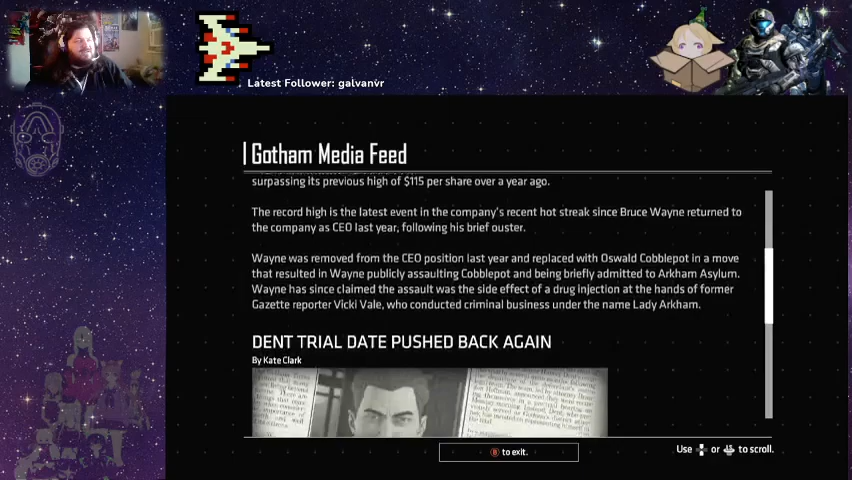 Latest Follower: galvanvr
Gotham Media Feed
surpassing its previous high of $115 per share over a year ago.
The record high is the latest event in the company's recent hot streak since Bruce Wayne returned to
the company as CEO last year, following his brief ouster.
Wayne was removed from the CEO position last year and replaced with Oswald Cobblepot in a move
that resulted in Wayne publicly assaulting Cobblepot and being briefly admitted to Arkham Asylum.
Wayne has since claimed the assault was the side effect of a drug injection at the hands of former
Gazette reporter Vicki Vale, who conducted criminal business under the name Lady Arkham.
DENT TRIAL DATE PUSHED BACK AGAIN
By Kate Clark
B to exit.
Use or to scroll.